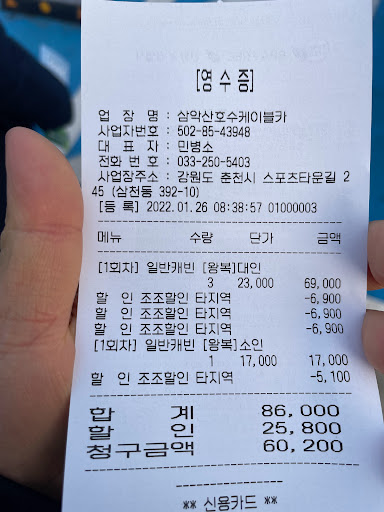 [영 수 증]
업 장 명 : 삼악산호수케이블카
사업자번호 : 502-85-43948
대 표 자 : 민병소
전화 번 호 : 033-250-5403
사업장주소 : 강원도 춘천시 스포츠타운길 2
45 (삼천동 392-10)
[등 록] 2022.01.26 08:38:57 01000003
메뉴 수량 단가 금액
[1회차] 일반캐빈 [왕복]대인
3 23,000 69,000
할 인 조조할인 타지역 -6,900
할 인 조조할인 타지역 -6,900
할 인 조조할인 타지역 -6,900
[1회차] 일반캐빈 [왕복]소인
1 17,000 17,000
할 인 조조할인 타지역 -5,100
합 계 86,000
할 인 25,800
청구금액 60,200
** 신용카드 **